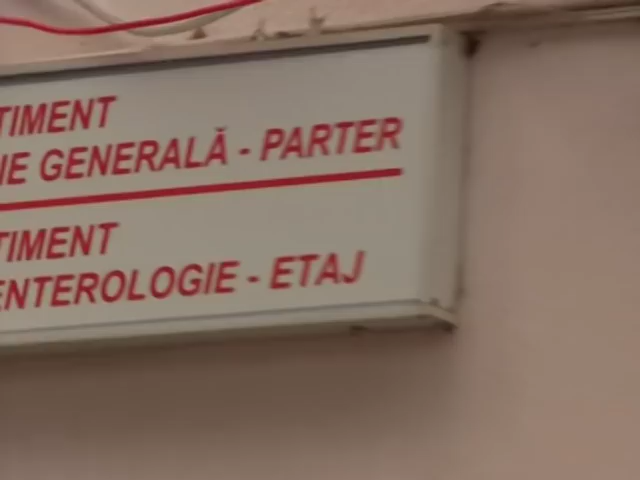 TIMENT
IE GENERALĂ - PARTER
TIMENT
ENTEROLOGIE - ETAJ